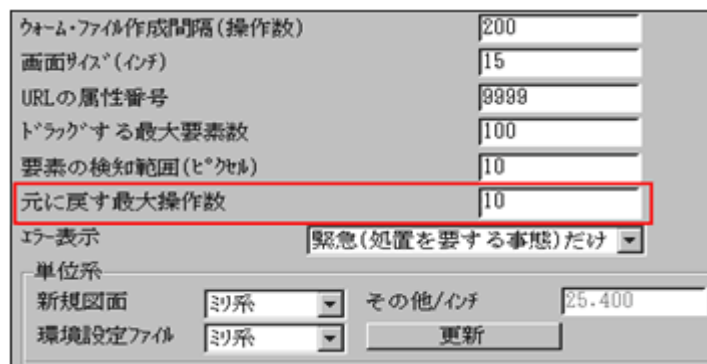 ｳｫｰﾑ･ﾌｧｲﾙ作成間隔(操作数) 200
画面ｻｲｽﾞ(ｲﾝﾁ) 15
URLの属性番号 9999
ﾄﾞﾗｯｸﾞする最大要素数 100
要素の検知範囲(ﾋﾟｸｾﾙ) 10
元に戻す最大操作数 10
ｴﾗｰ表示 緊急(処置を要する事態)だけ
単位系
新規図面 ﾐﾘ系 その他/ｲﾝﾁ 25.400
環境設定ﾌｧｲﾙ ﾐﾘ系 更新